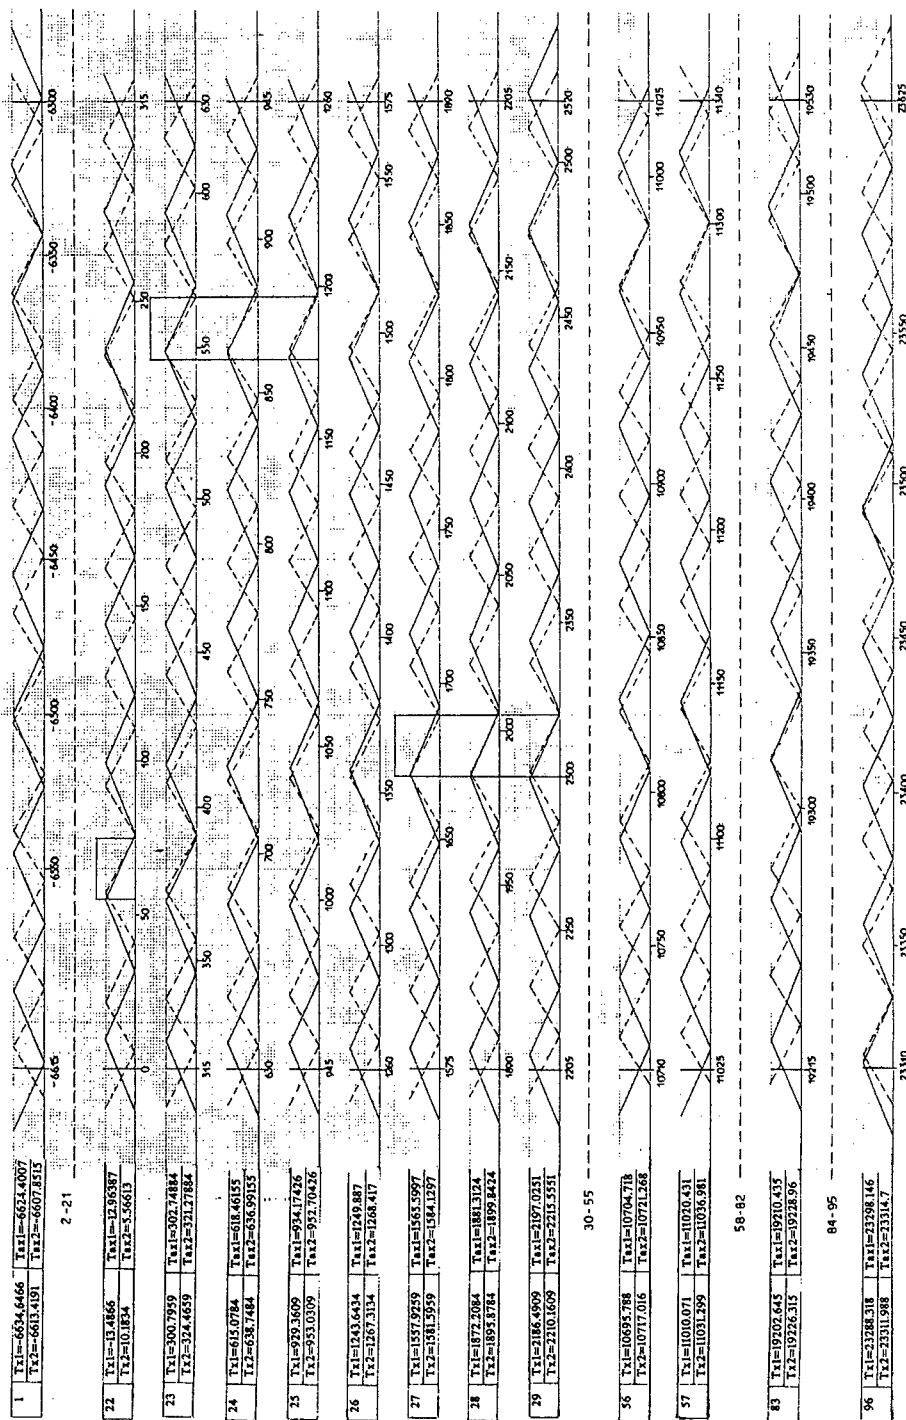 1 Tx1=-6634.6466 Tax1=-6624.4007
Tx2=-6613.4191 Tax2=-6607.8515
-6615 -6550 -6500 -6450 -6400 -6350 -6300
2-21
22 Tx1=-13.4866 Tax1=-12.96387
Tx2=10.1834 Tax2=5.56613
0 50 100 150 200 250 315
23 Tx1=300.7959 Tax1=302.74884
Tx2=324.4659 Tax2=321.27884
315 350 400 450 500 550 600 630
24 Tx1=615.0784 Tax1=618.46155
Tx2=638.7484 Tax2=636.99155
630 700 750 800 850 900 945
25 Tx1=929.3609 Tax1=934.17426
Tx2=953.0309 Tax2=952.70426
945 1000 1050 1100 1150 1200 1260
26 Tx1=1243.6434 Tax1=1249.887
Tx2=1267.3134 Tax2=1268.417
1260 1300 1350 1400 1450 1500 1550 1575
27 Tx1=1557.9259 Tax1=1565.5997
Tx2=1581.5959 Tax2=1584.1297
1575 1650 1700 1750 1800 1850 1890
28 Tx1=1872.2084 Tax1=1881.3124
Tx2=1895.8784 Tax2=1899.8424
1890 1950 2000 2050 2100 2150 2205
29 Tx1=2186.4909 Tax1=2197.0251
Tx2=2210.1609 Tax2=2215.5551
2205 2250 2300 2350 2400 2450 2500 2520
30-55
56 Tx1=10695.788 Tax1=10704.718
Tx2=10717.016 Tax2=10721.268
10710 10750 10800 10850 10900 10950 11000 11025
57 Tx1=11010.071 Tax1=11020.431
Tx2=11031.299 Tax2=11036.981
11025 11100 11150 11200 11250 11300 11340
58-82
83 Tx1=19202.645 Tax1=19210.435
Tx2=19226.315 Tax2=19228.96
19215 19300 19350 19400 19450 19500 19530
84-95
96 Tx1=23288.318 Tax1=23298.146
Tx2=23311.988 Tax2=23314.7
23310 23350 23400 23450 23500 23550 23625